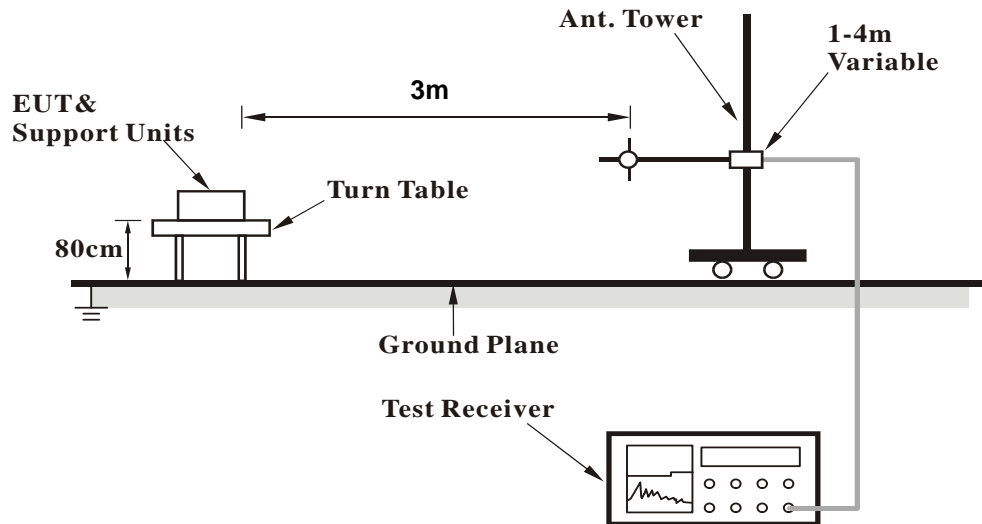 Ant. Tower
1-4m
Variable
3m
EUT&
Support Units
Turn Table
80cm
Ground Plane
Test Receiver